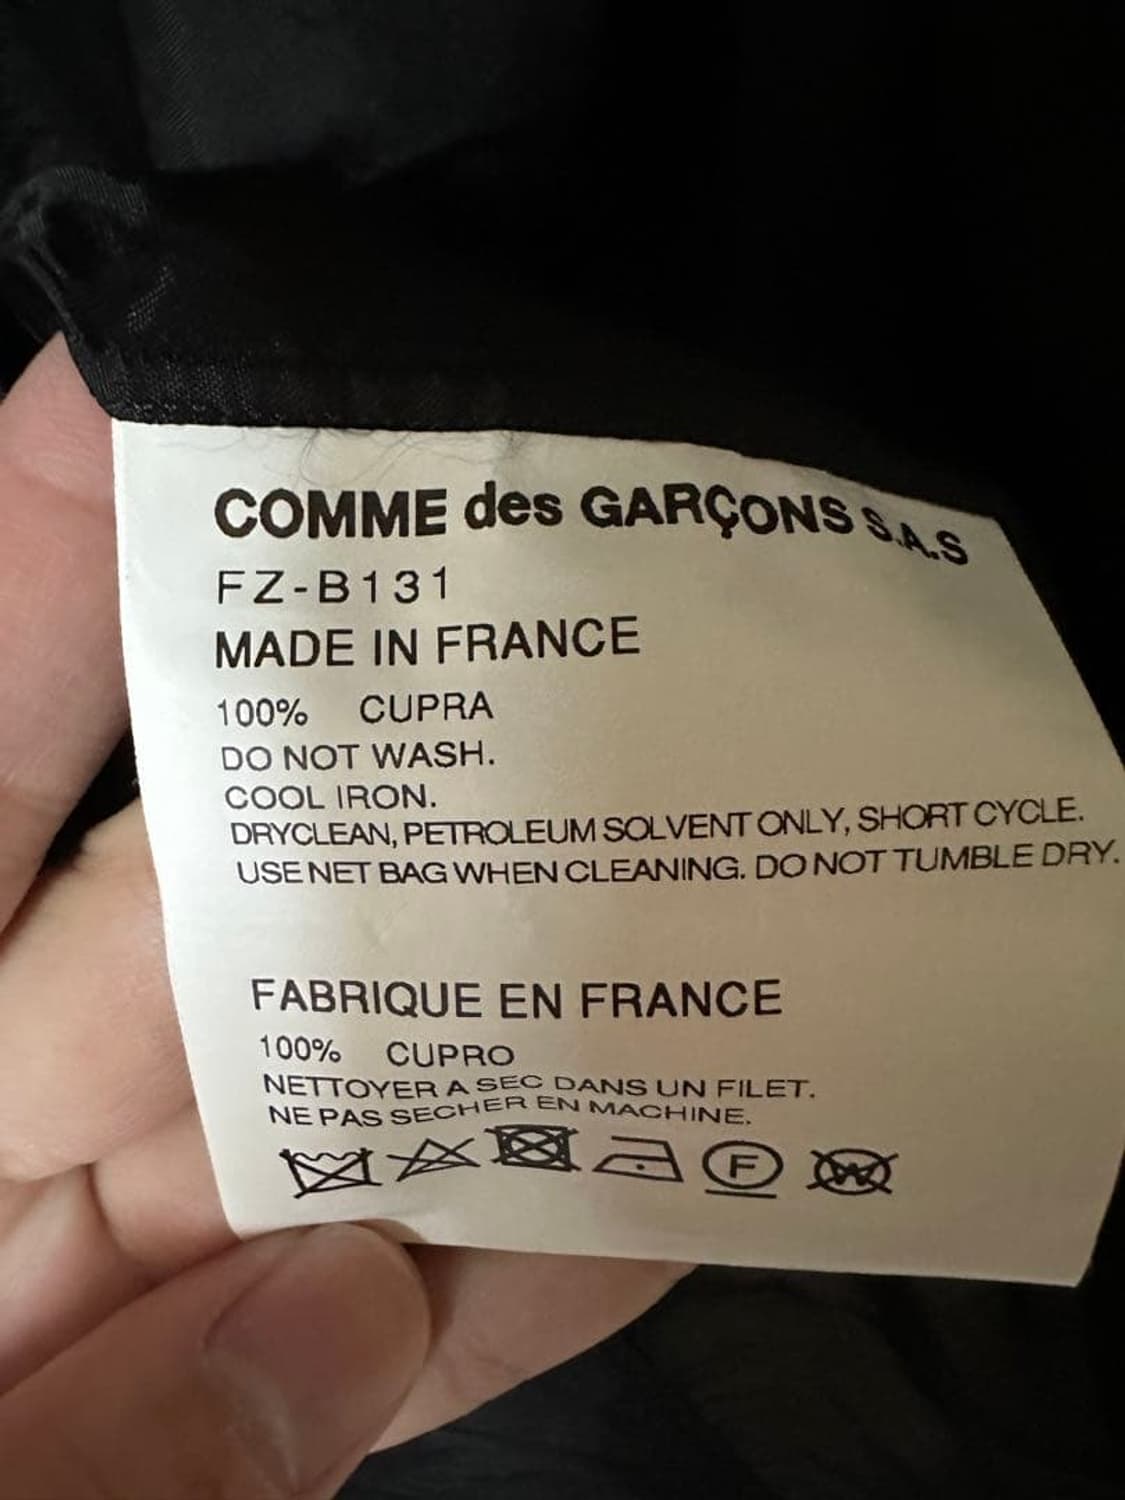 COMME des GARÇONS S.A.S
FZ-B131
MADE IN FRANCE
100% CUPRA
DO NOT WASH.
COOL IRON.
DRYCLEAN, PETROLEUM SOLVENT ONLY, SHORT CYCLE.
USE NET BAG WHEN CLEANING. DO NOT TUMBLE DRY.
FABRIQUE EN FRANCE
100% CUPRO
NETTOYER A SEC DANS UN FILET.
NE PAS SECHER EN MACHINE.
F W